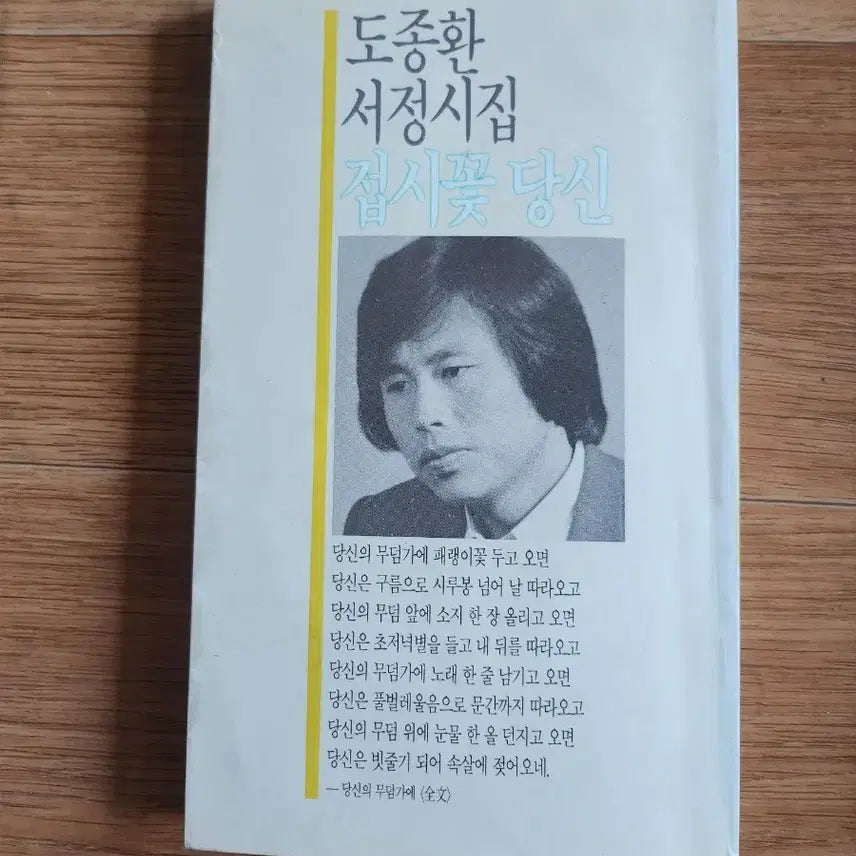 도종환
서정시집
접시꽃 당신
당신의 무덤가에 패랭이꽃 두고 오면
당신은 구름으로 시루봉 넘어 날 따라오고
당신의 무덤 앞에 소지 한 장 올리고 오면
당신은 초저녁별을 들고 내 뒤를 따라오고
당신의 무덤가에 노래 한 줄 남기고 오면
당신은 풀벌레울음으로 문간까지 따라오고
당신의 무덤 위에 눈물 한 올 던지고 오면
당신은 빗줄기 되어 속살에 젖어오네.
— 당신의 무덤가에 〈全文〉